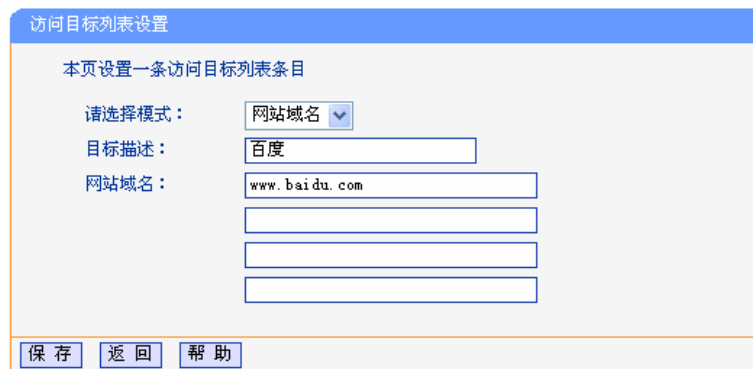 访问目标列表设置
本页设置一条访问目标列表条目
请选择模式： 网站域名
目标描述： 百度
网站域名： www.baidu.com
保 存 返 回 帮 助